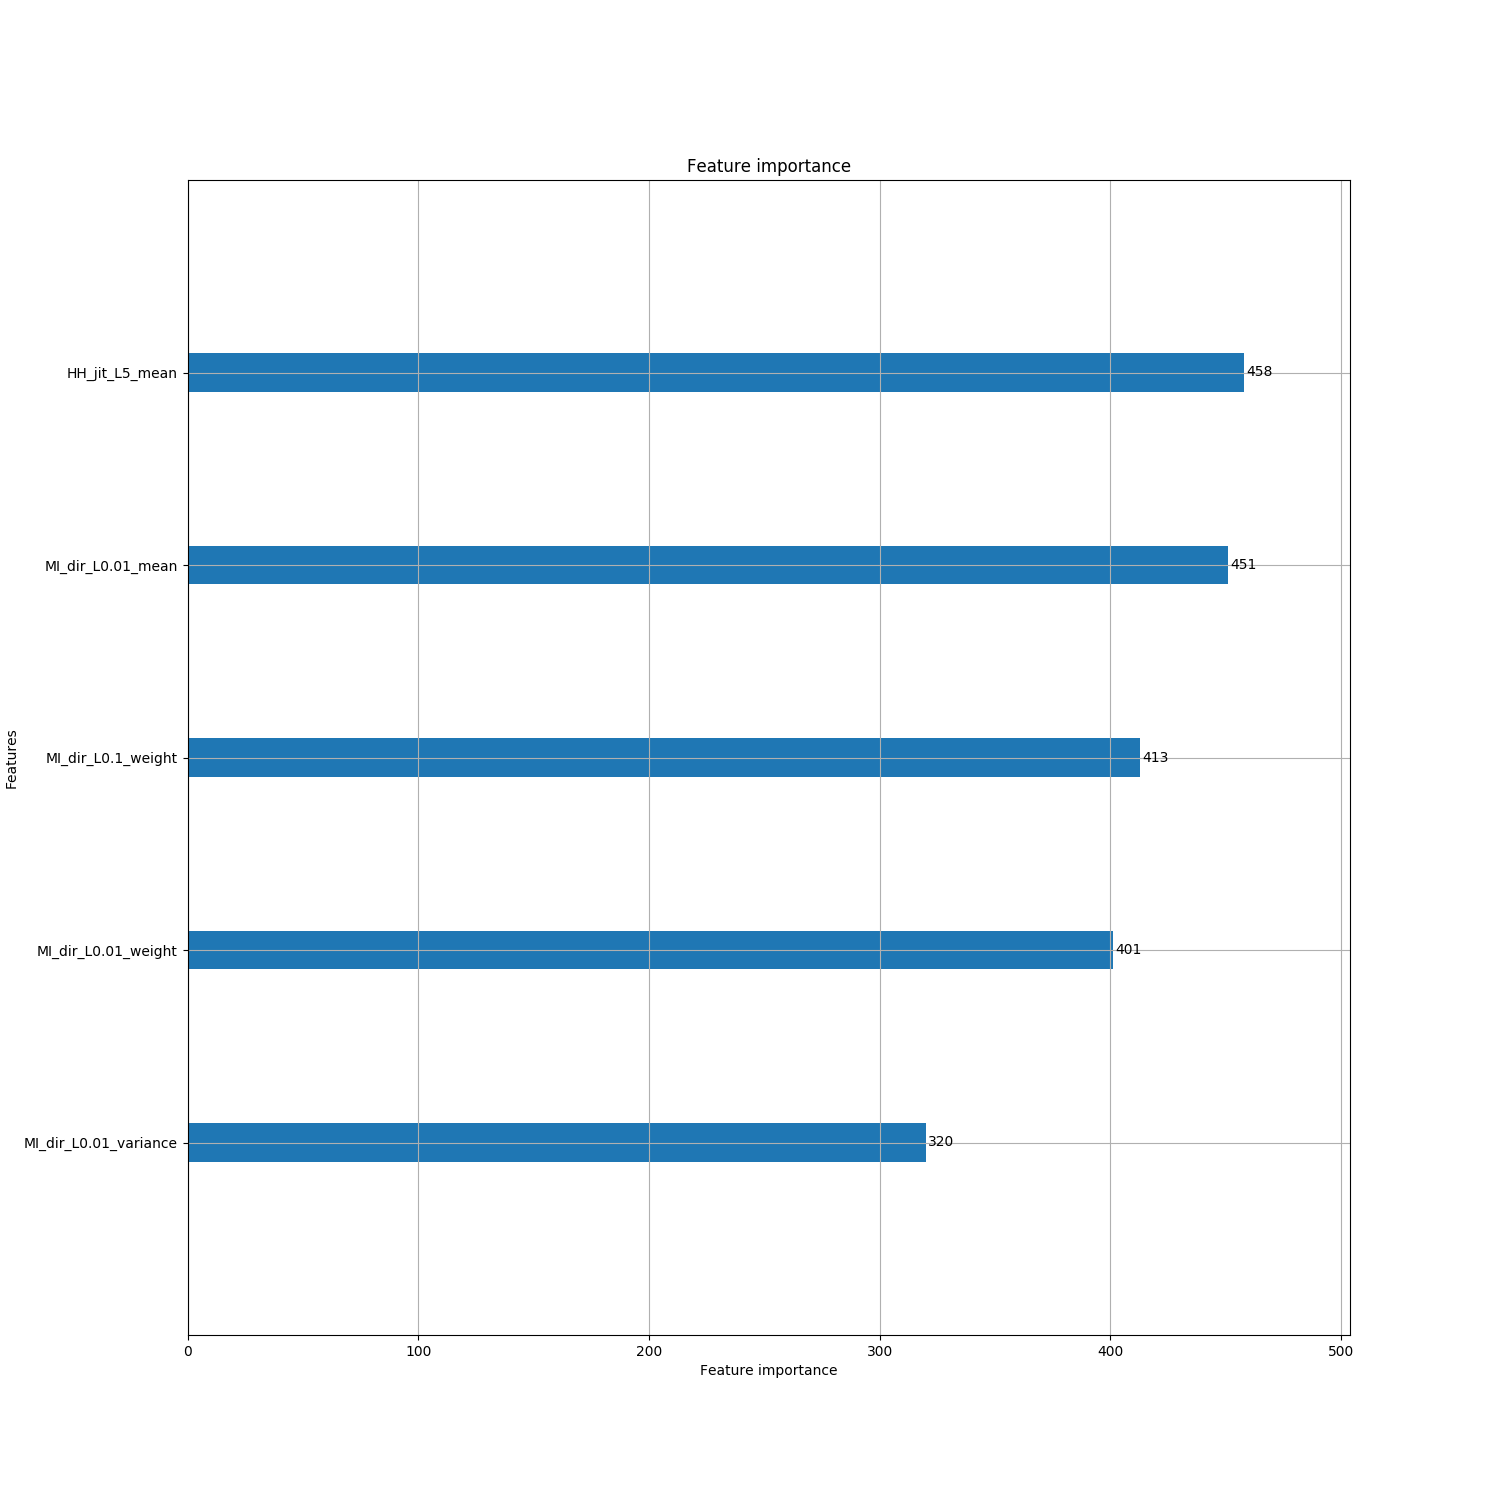 Feature importance
HH_jit_L5_mean
458
MI_dir_L0.01_mean
451
MI_dir_L0.1_weight
413
Features
MI_dir_L0.01_weight
401
MI_dir_L0.01_variance
320
0 100 200 300 400 500
Feature importance